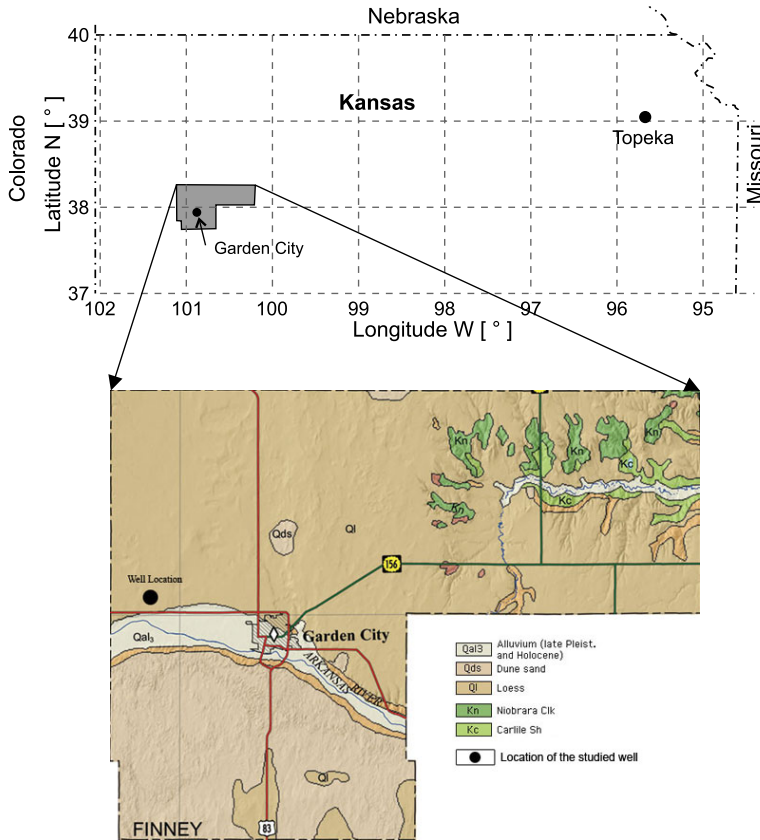 Nebraska
40
Kansas
39
Topeka
Colorado
Latitude N [ ° ]
Missouri
38
Garden City
37
102
101
100
99
98
97
96
95
Longitude W [ ° ]
Kn
Kn
Kn
Kc
Kc
Kn
Qds
Ql
156
Well Location
Qal3
Garden City
ARKANSAS RIVER
Ql
FINNEY
83
Qal3 Alluvium (late Pleist.
and Holocene)
Qds Dune sand
Ql Loess
Kn Niobrara Clk
Kc Carlile Sh
Location of the studied well